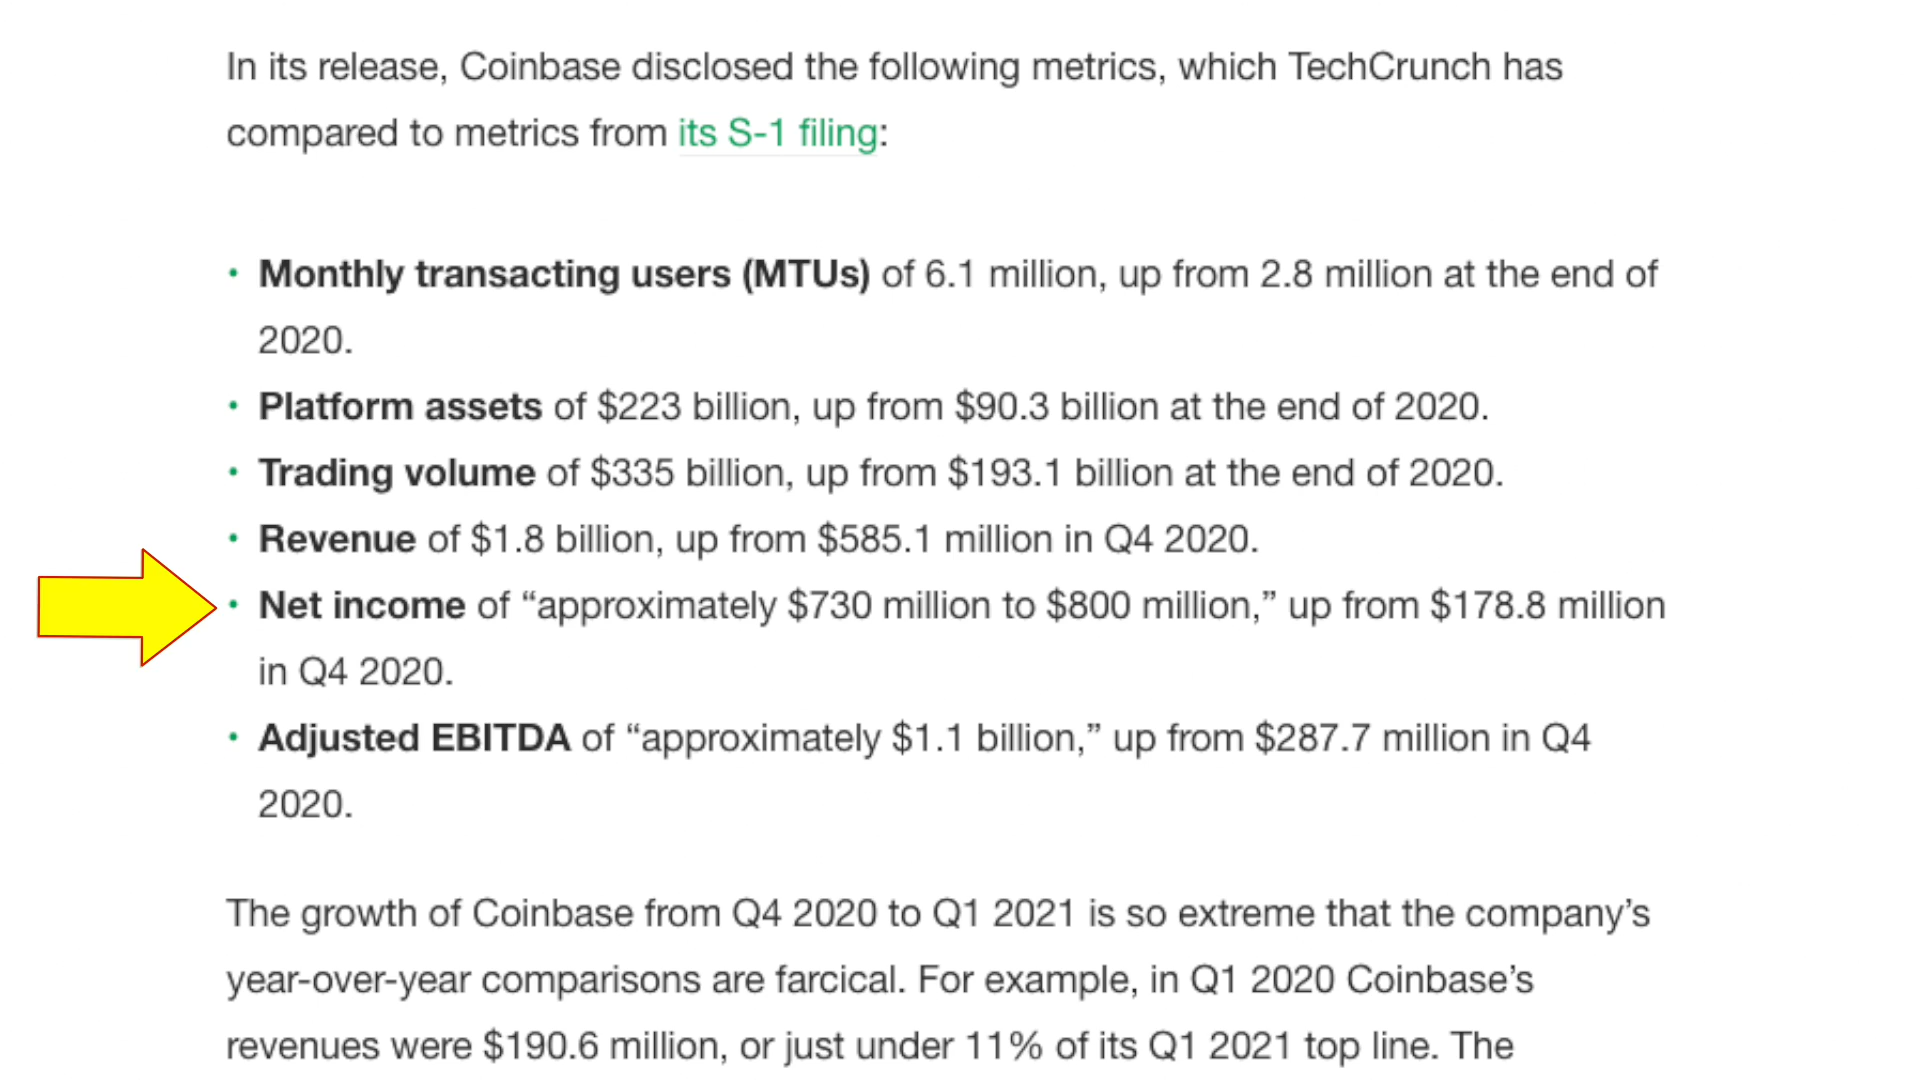 In its release, Coinbase disclosed the following metrics, which TechCrunch has
compared to metrics from its S-1 filing:
• Monthly transacting users (MTUs) of 6.1 million, up from 2.8 million at the end of
2020.
• Platform assets of $223 billion, up from $90.3 billion at the end of 2020.
• Trading volume of $335 billion, up from $193.1 billion at the end of 2020.
• Revenue of $1.8 billion, up from $585.1 million in Q4 2020.
• Net income of “approximately $730 million to $800 million,” up from $178.8 million
in Q4 2020.
• Adjusted EBITDA of “approximately $1.1 billion,” up from $287.7 million in Q4
2020.
The growth of Coinbase from Q4 2020 to Q1 2021 is so extreme that the company’s
year-over-year comparisons are farcical. For example, in Q1 2020 Coinbase’s
revenues were $190.6 million, or just under 11% of its Q1 2021 top line. The